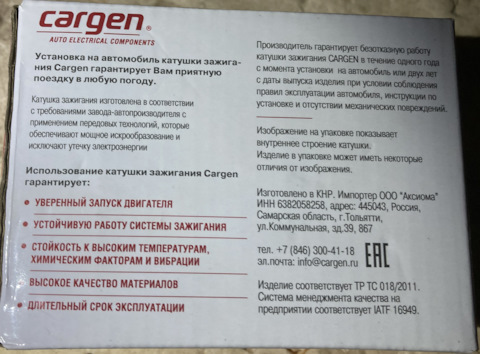 cargen®
AUTO ELECTRICAL COMPONENTS
Установка на автомобиль катушки зажига-
ния Cargen гарантирует Вам приятную
поездку в любую погоду.
Катушка зажигания изготовлена в соответствии
с требованиями завода-автопроизводителя с
применением передовых технологий, которые
обеспечивают мощное искрообразование и
исключают утечку электроэнергии
Использование катушки зажигания Cargen
гарантирует:
• УВЕРЕННЫЙ ЗАПУСК ДВИГАТЕЛЯ
• УСТОЙЧИВУЮ РАБОТУ СИСТЕМЫ ЗАЖИГАНИЯ
• СТОЙКОСТЬ К ВЫСОКИМ ТЕМПЕРАТУРАМ,
ХИМИЧЕСКИМ ФАКТОРАМ И ВИБРАЦИИ
ВЫСОКОЕ КАЧЕСТВО МАТЕРИАЛОВ
• ДЛИТЕЛЬНЫЙ СРОК ЭКСПЛУАТАЦИИ
Производитель гарантирует безотказную работу
катушки зажигания CARGEN в течение одного года
с момента установки на автомобиль или двух лет
с даты выпуска изделия при условии соблюдения
правил эксплуатации автомобиля, инструкции по
установке и отсутствии механических повреждений.
Изображение на упаковке показывает
внутреннее строение катушки.
Изделие в упаковке может иметь некоторые
отличия от изображения.
Изготовлено в КНР. Импортер ООО "Аксиома"
ИНН 6382058258, адрес: 445043, Россия,
Самарская область, г.Тольятти,
ул.Коммунальная, зд.39, 867
тел. +7 (846) 300-41-18
эл.почта: info@cargen.ru
EAC
Изделие соответствует ТР ТС 018/2011.
Система менеджмента качества на
предприятии соответствует IATF 16949.